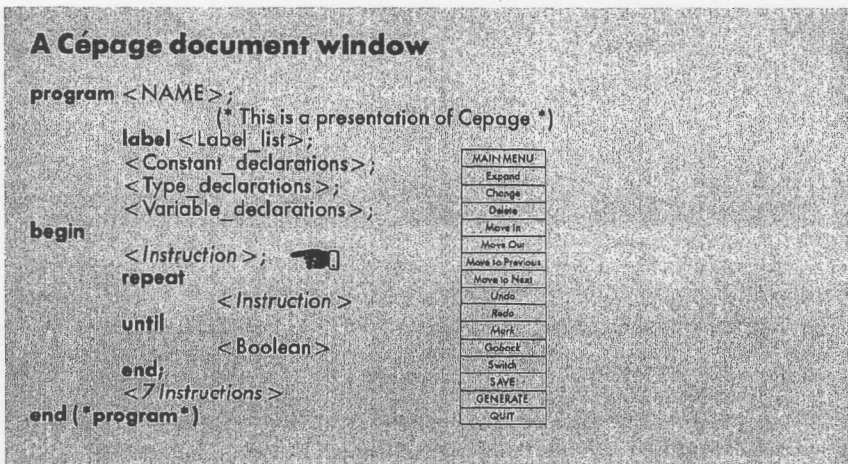 A Cépage document window
program <NAME>;
(* This is a presentation of Cepage *)
label <Label_list>;
<Constant_declarations>;
<Type_declarations>;
<Variable_declarations>;
begin
<Instruction>;
repeat
<Instruction>
until
<Boolean>
end;
<7 Instructions>
end (*program*)
MAIN MENU
Expand
Change
Delete
Move In
Move Out
Move to Previous
Move to Next
Undo
Redo
Mark
Goback
Switch
SAVE
GENERATE
QUIT